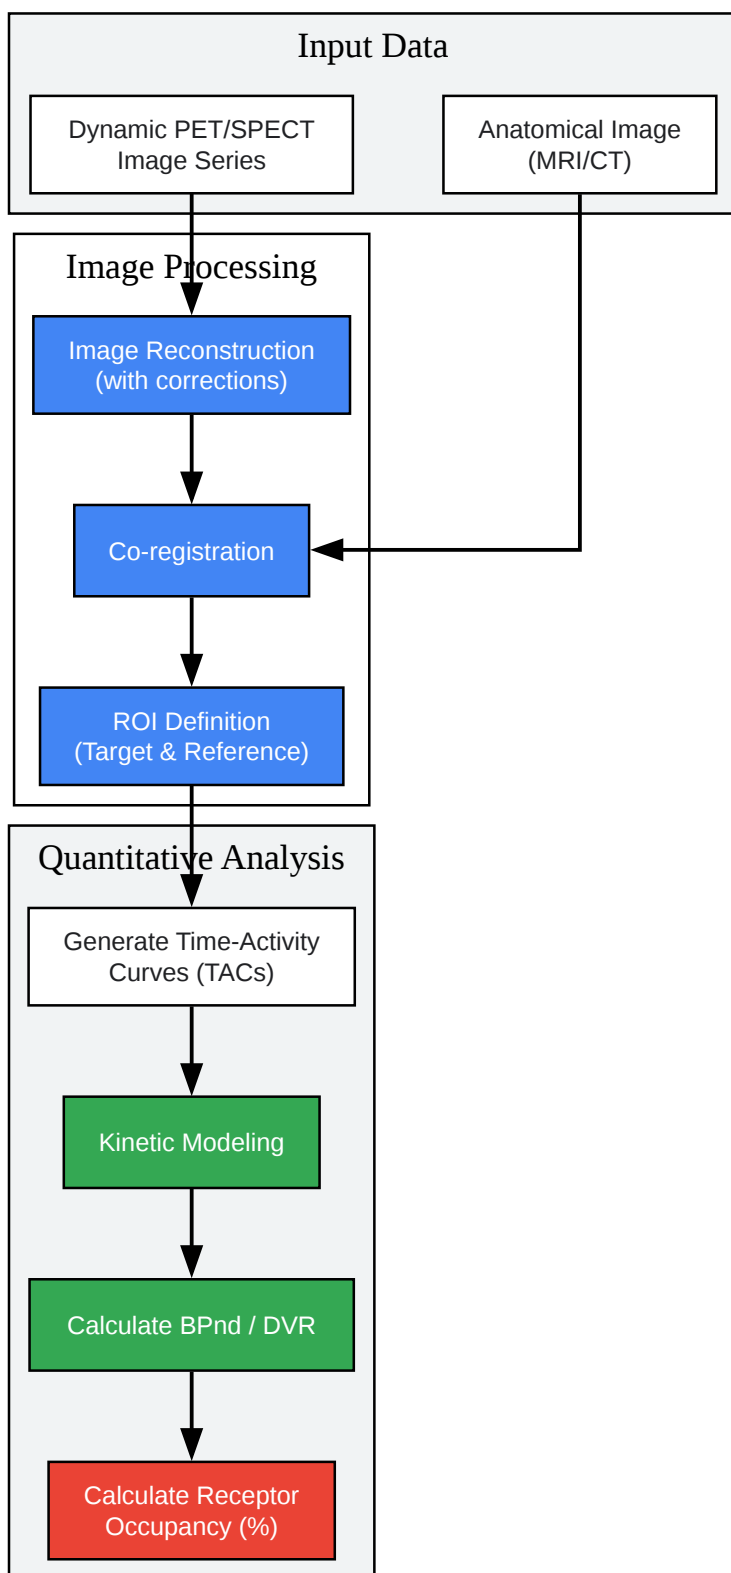 Input Data
Dynamic PET/SPECT
Image Series
Anatomical Image
(MRI/CT)
Image Processing
Image Reconstruction
(with corrections)
Co-registration
ROI Definition
(Target & Reference)
Quantitative Analysis
Generate Time-Activity
Curves (TACs)
Kinetic Modeling
Calculate BPnd / DVR
Calculate Receptor
Occupancy (%)